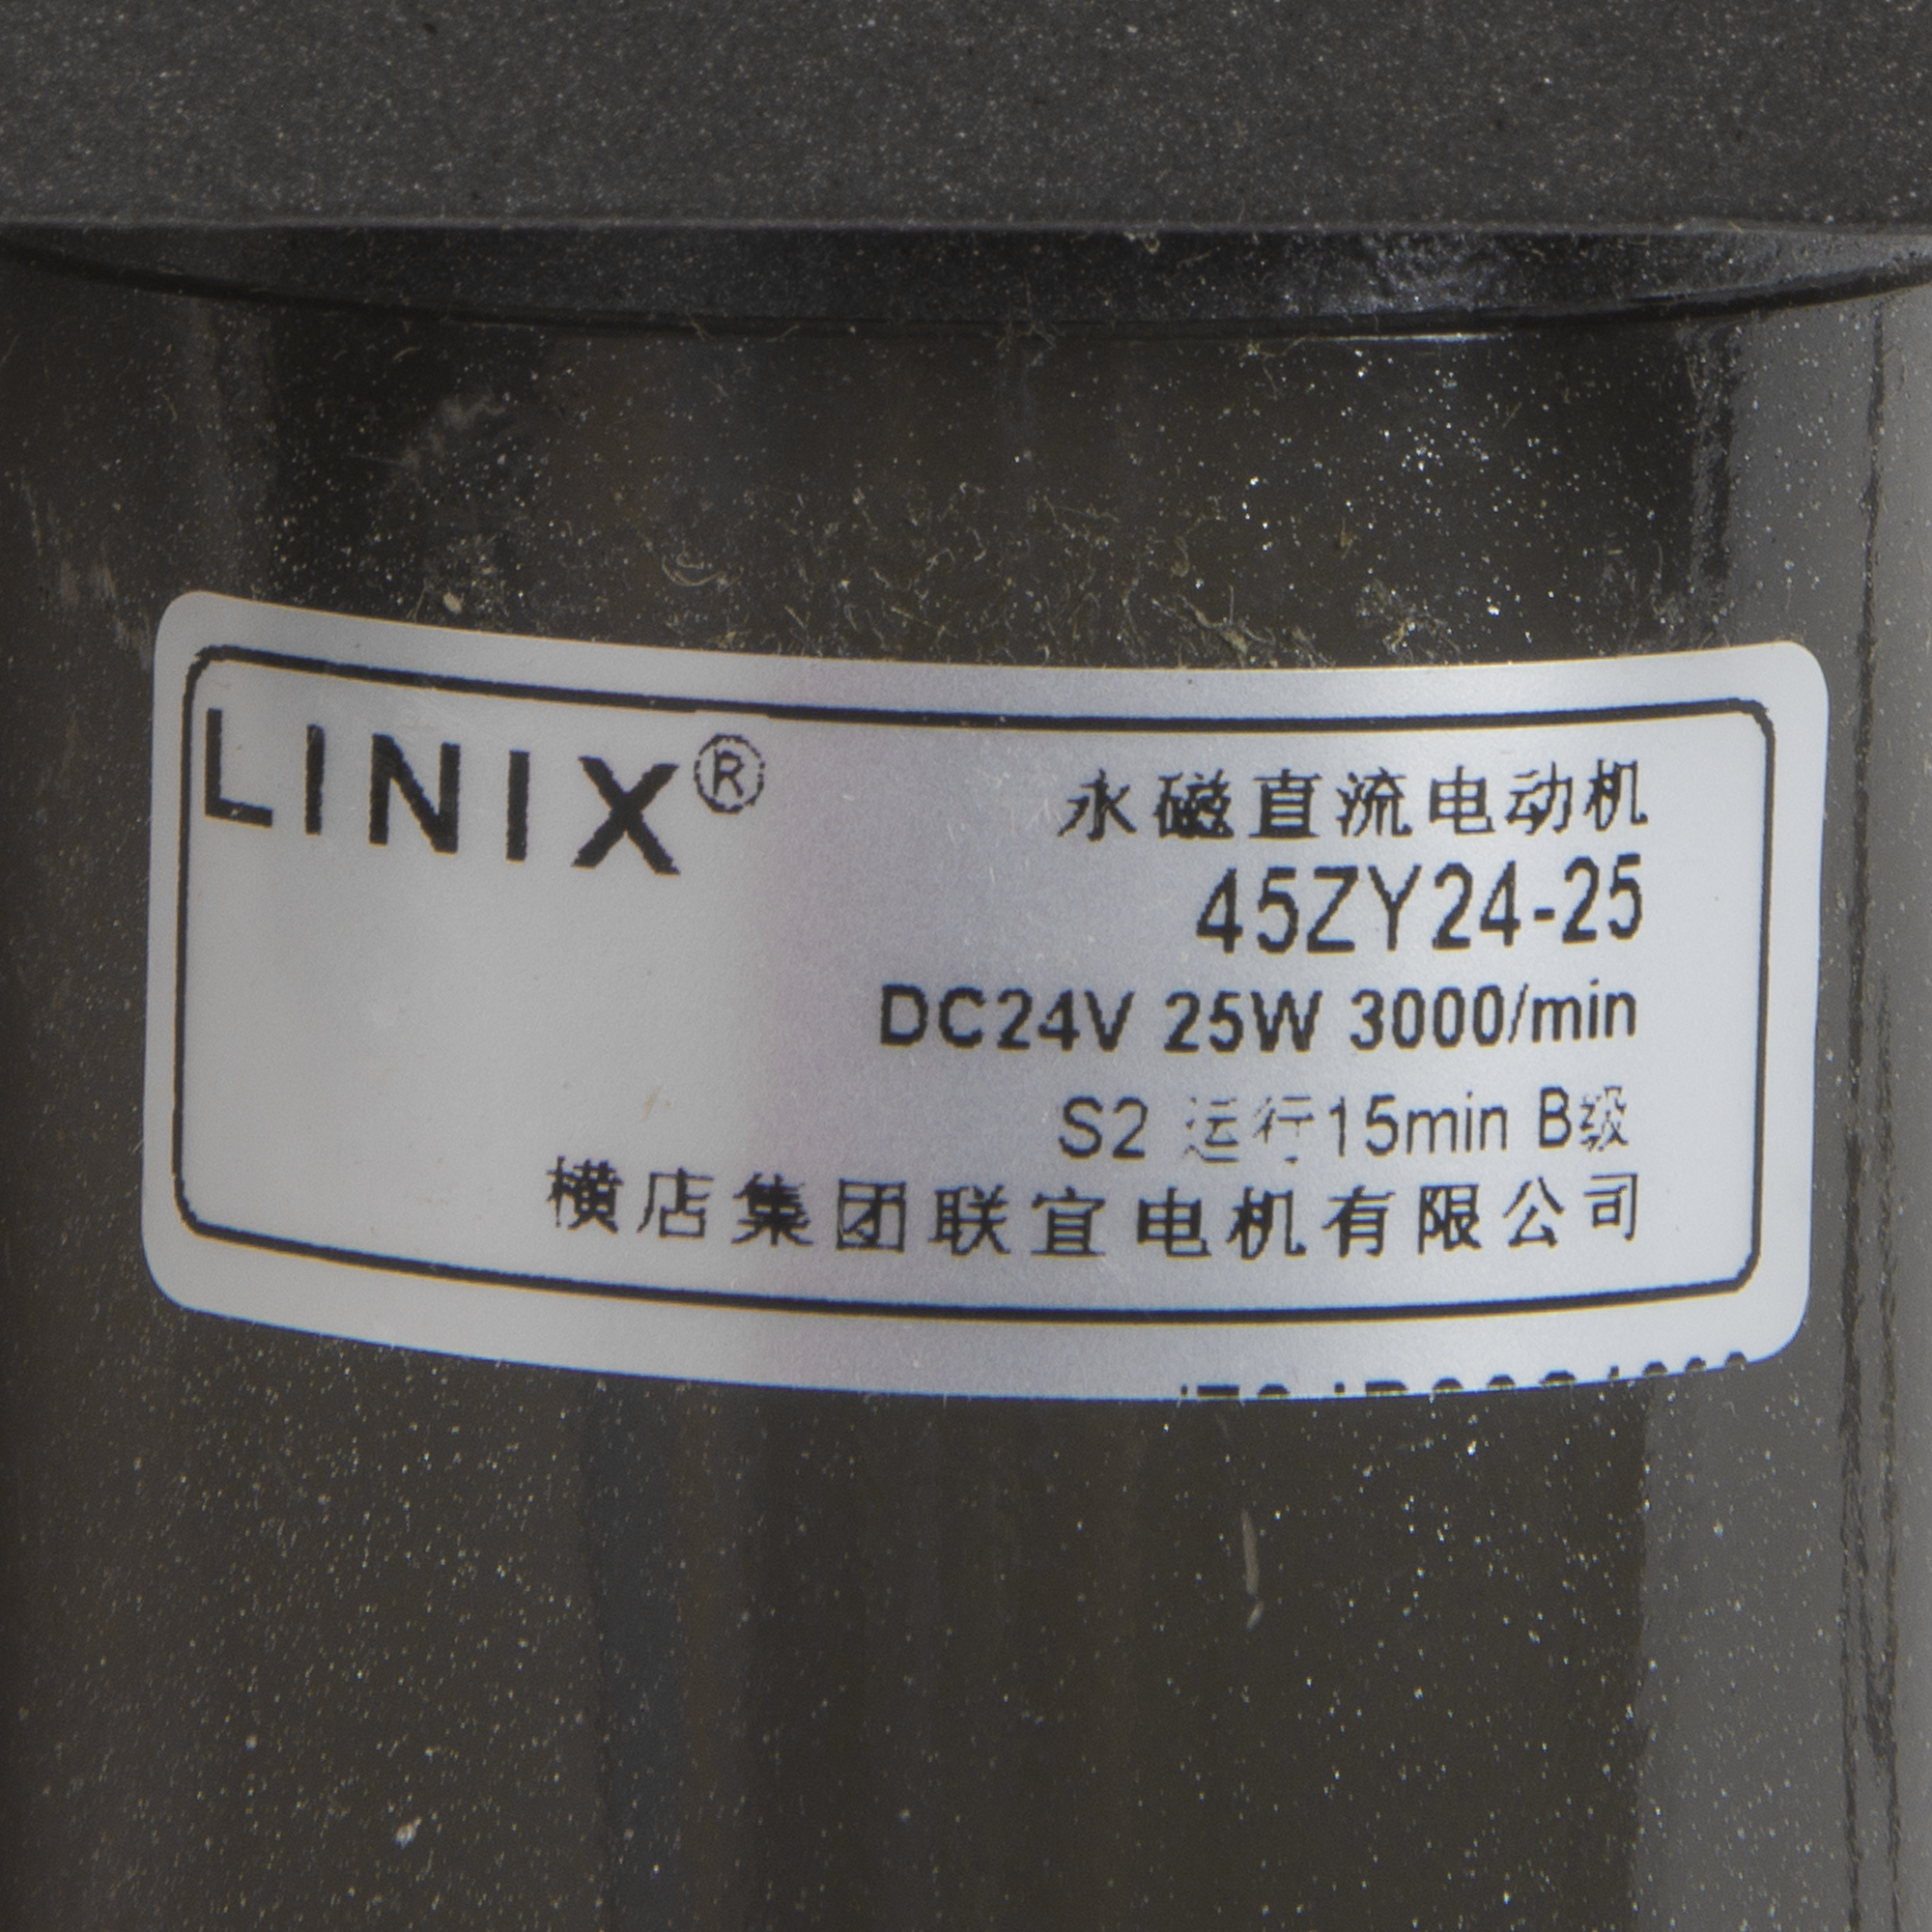 LINIX®
永磁直流电动机
45ZY24-25
DC24V 25W 3000/min
S2 运行15min B级
横店集团联宜电机有限公司